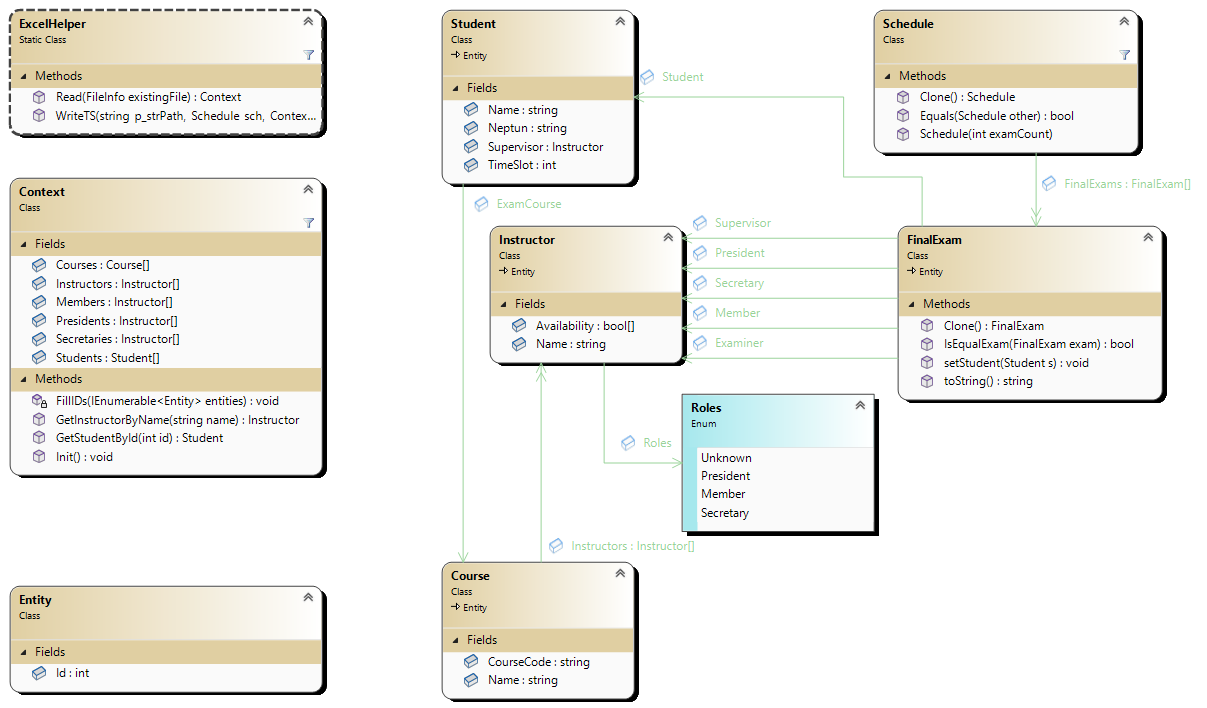 ExcelHelper
Static Class
Methods
Read(FileInfo existingFile) : Context
WriteTS(string p_strPath, Schedule sch, Contex...
Context
Class
Fields
Courses : Course[]
Instructors : Instructor[]
Members : Instructor[]
Presidents : Instructor[]
Secretaries : Instructor[]
Students : Student[]
Methods
FillIDs(IEnumerable<Entity> entities) : void
GetInstructorByName(string name) : Instructor
GetStudentById(int id) : Student
Init() : void
Entity
Class
Fields
Id : int
Student
Class
Entity
Fields
Name : string
Neptun : string
Supervisor : Instructor
TimeSlot : int
Student
ExamCourse
Instructor
Class
Entity
Fields
Availability : bool[]
Name : string
Supervisor
President
Secretary
Member
Examiner
Roles
Roles
Enum
Unknown
President
Member
Secretary
Instructors : Instructor[]
Course
Class
Entity
Fields
CourseCode : string
Name : string
Schedule
Class
Methods
Clone() : Schedule
Equals(Schedule other) : bool
Schedule(int examCount)
FinalExams : FinalExam[]
FinalExam
Class
Entity
Methods
Clone() : FinalExam
IsEqualExam(FinalExam exam) : bool
setStudent(Student s) : void
toString() : string